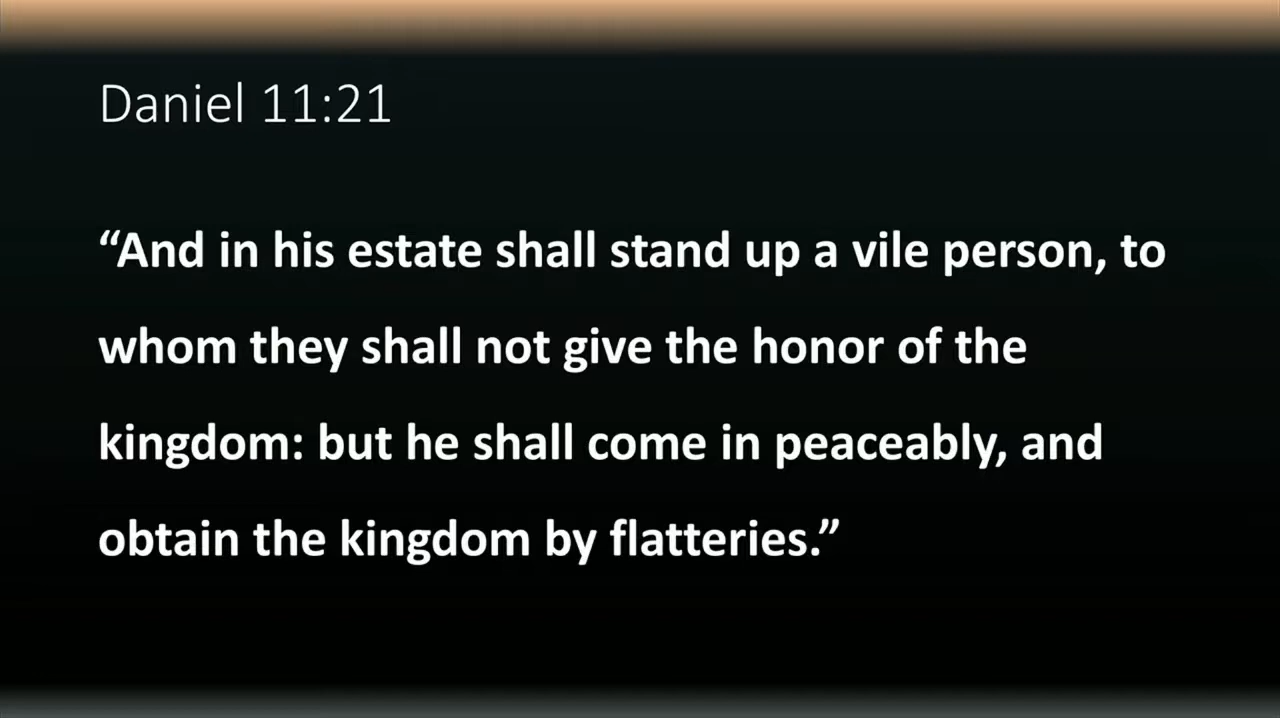 Daniel 11:21
“And in his estate shall stand up a vile person, to
whom they shall not give the honor of the
kingdom: but he shall come in peaceably, and
obtain the kingdom by flatteries.”